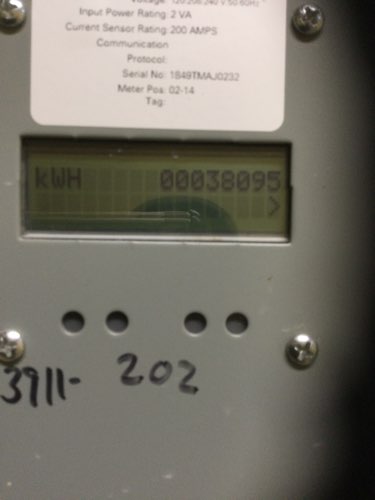 Voltage: 120/208/240 V 50/60Hz
Input Power Rating: 2 VA
Current Sensor Rating: 200 AMPS
Communication
Protocol:
Serial No: 1849TMAJ0232
Meter Pos: 02-14
Tag:
kWH 00038095
>
3911- 202